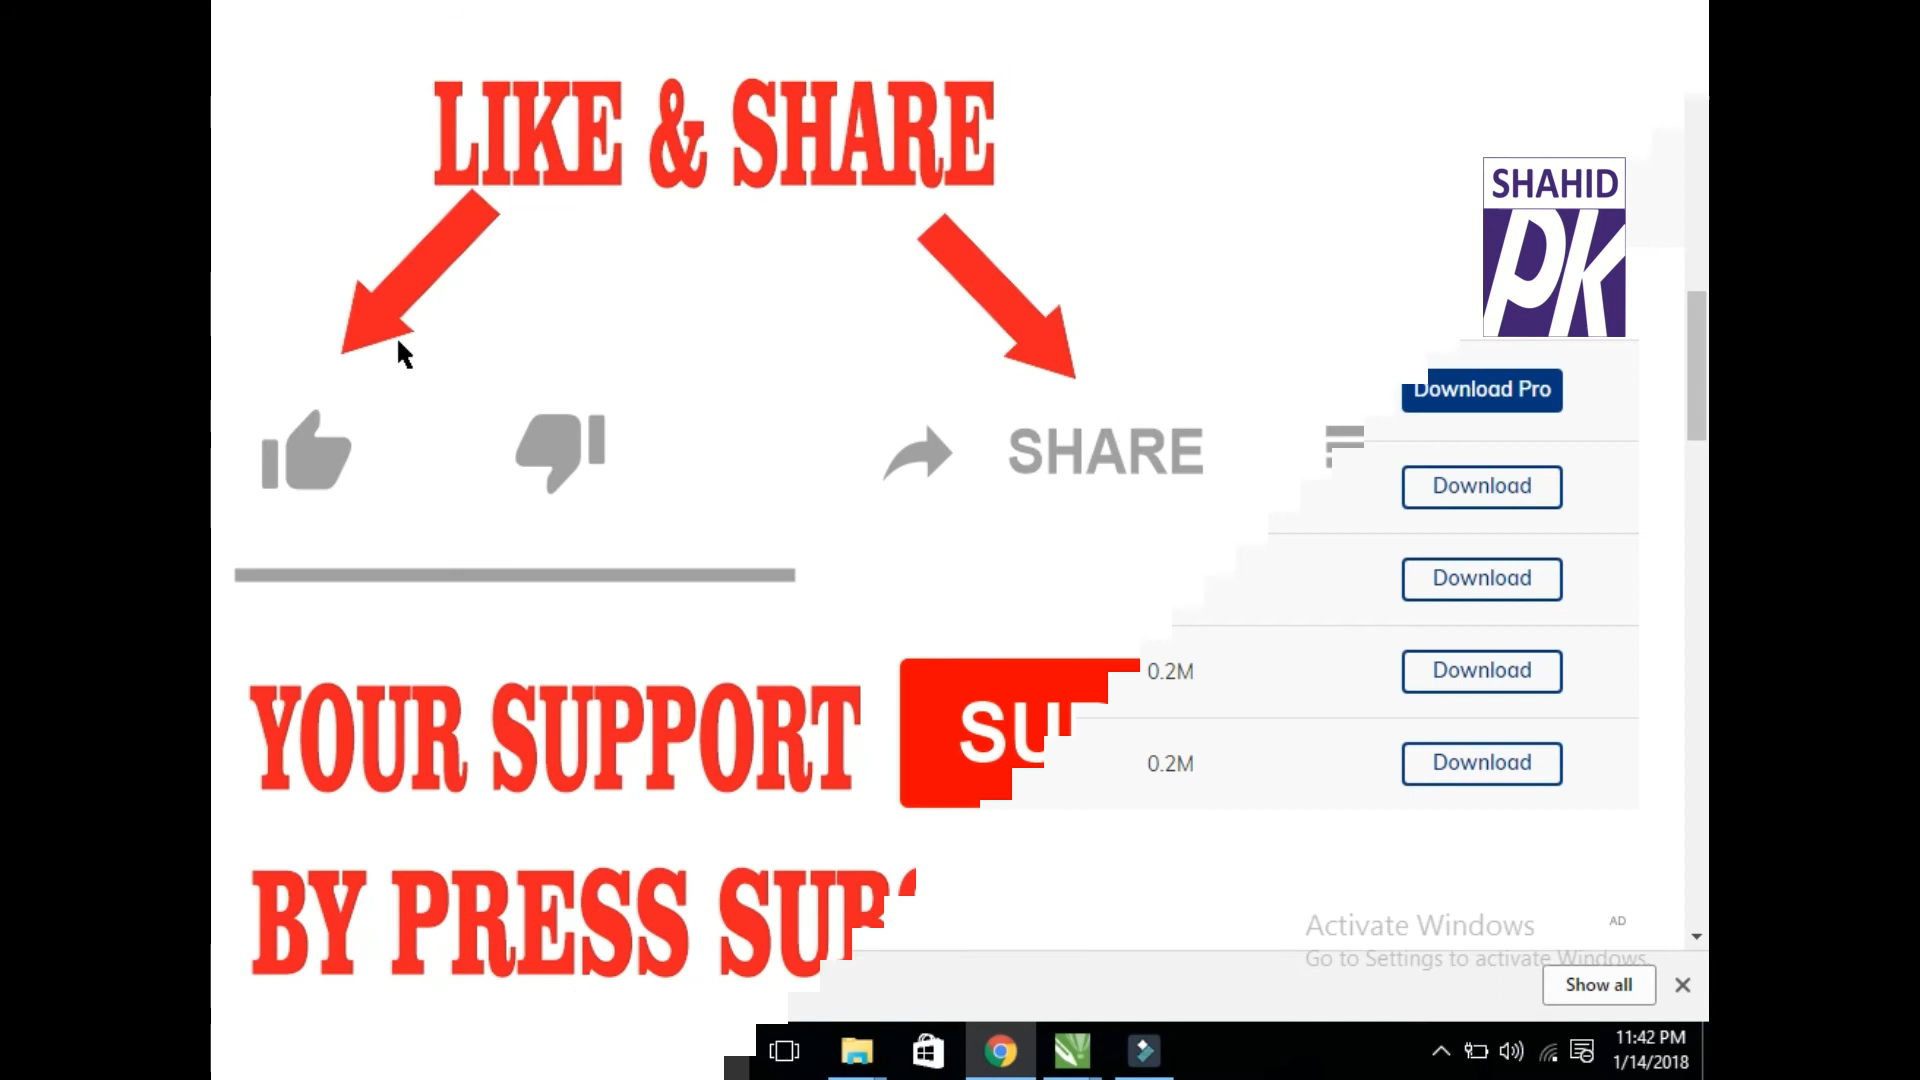 LIKE & SHARE
SHAHID
PK
Download Pro
SHARE
Download
Download
0.2M
Download
YOUR SUPPORT
0.2M
Download
BY PRESS
Activate Windows
AD
Go to Settings to activate Windows.
Show all
11:42 PM
1/14/2018